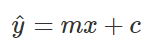 ŷ = mx + c